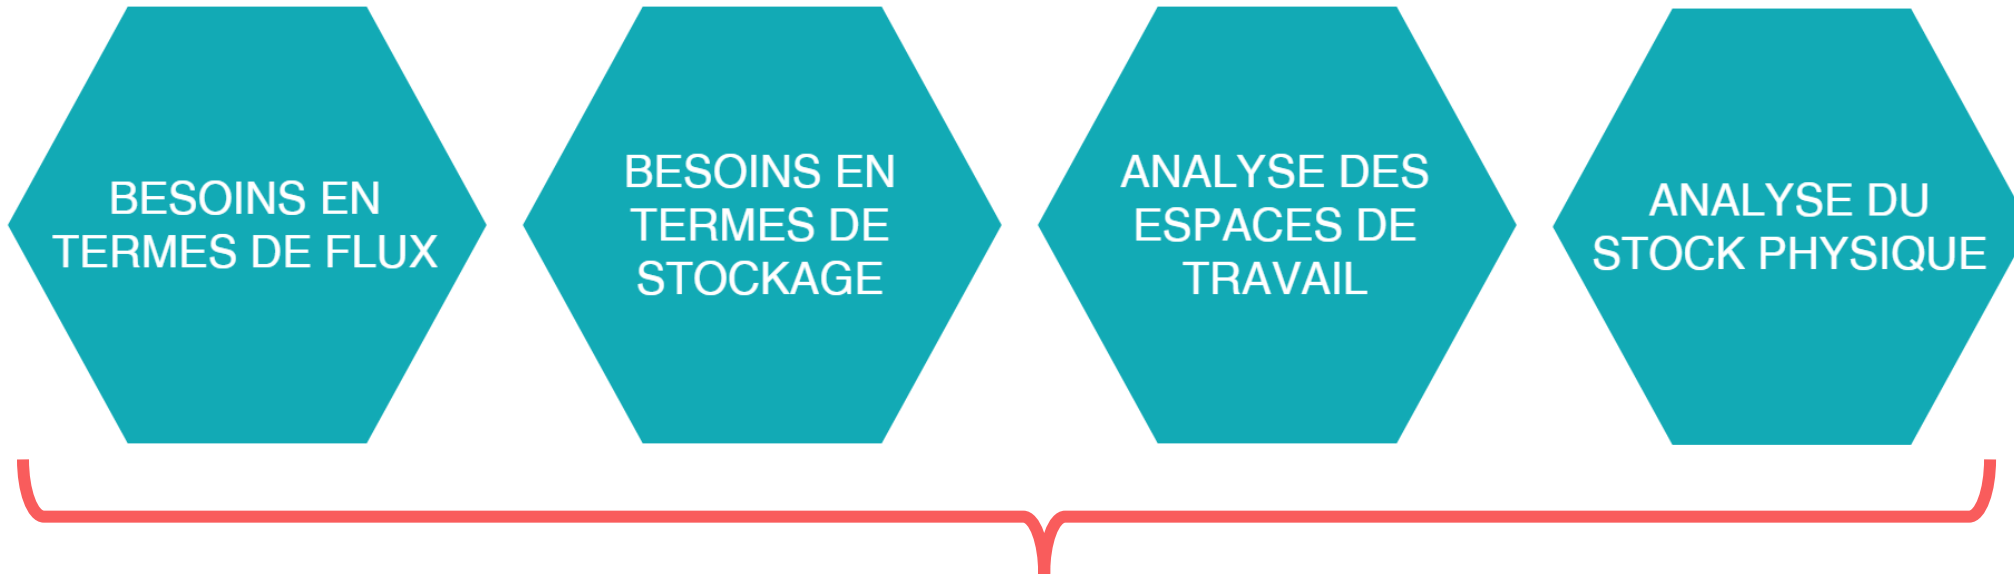 BESOINS EN
TERMES DE FLUX
BESOINS EN
TERMES DE
STOCKAGE
ANALYSE DES
ESPACES DE
TRAVAIL
ANALYSE DU
STOCK PHYSIQUE